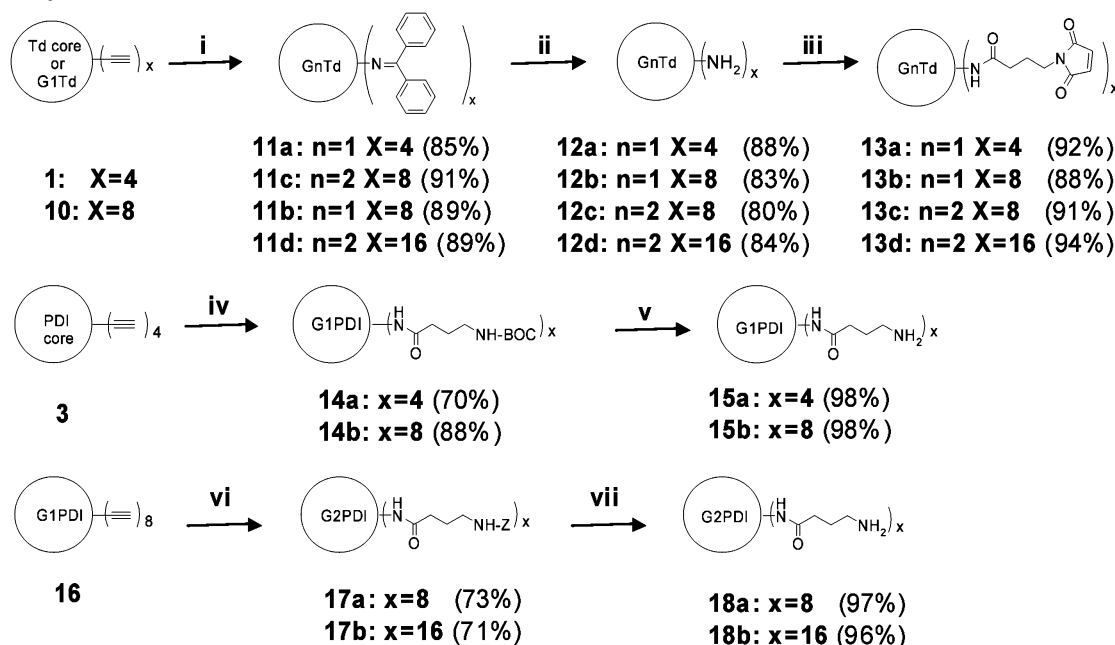 i
ii
iii
Td core
or
G1Td
x
GnTd
N
x
GnTd
NH2
x
GnTd
N
H
O
N
O
O
x
1: X=4
10: X=8
11a: n=1 X=4 (85%)
11c: n=2 X=8 (91%)
11b: n=1 X=8 (89%)
11d: n=2 X=16 (89%)
12a: n=1 X=4 (88%)
12b: n=1 X=8 (83%)
12c: n=2 X=8 (80%)
12d: n=2 X=16 (84%)
13a: n=1 X=4 (92%)
13b: n=1 X=8 (88%)
13c: n=2 X=8 (91%)
13d: n=2 X=16 (94%)
iv
v
PDI
core
4
G1PDI
H
N
O
NH-BOC
x
G1PDI
H
N
O
NH2
x
3
14a: x=4 (70%)
14b: x=8 (88%)
15a: x=4 (98%)
15b: x=8 (98%)
vi
vii
G1PDI
8
G2PDI
H
N
O
NH-Z
x
G2PDI
H
N
O
NH2
x
16
17a: x=8 (73%)
17b: x=16 (71%)
18a: x=8 (97%)
18b: x=16 (96%)